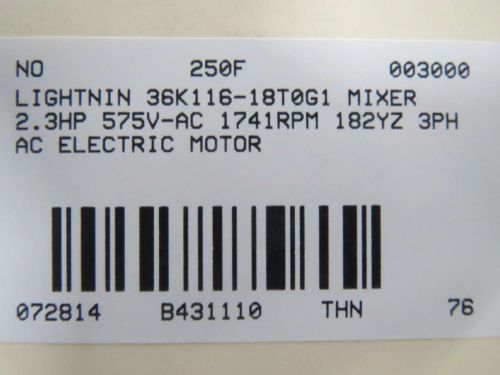 NO 250F 003000
LIGHTNIN 36K116-18T0G1 MIXER
2.3HP 575V-AC 1741RPM 182YZ 3PH
AC ELECTRIC MOTOR
072814 B431110 THN 76